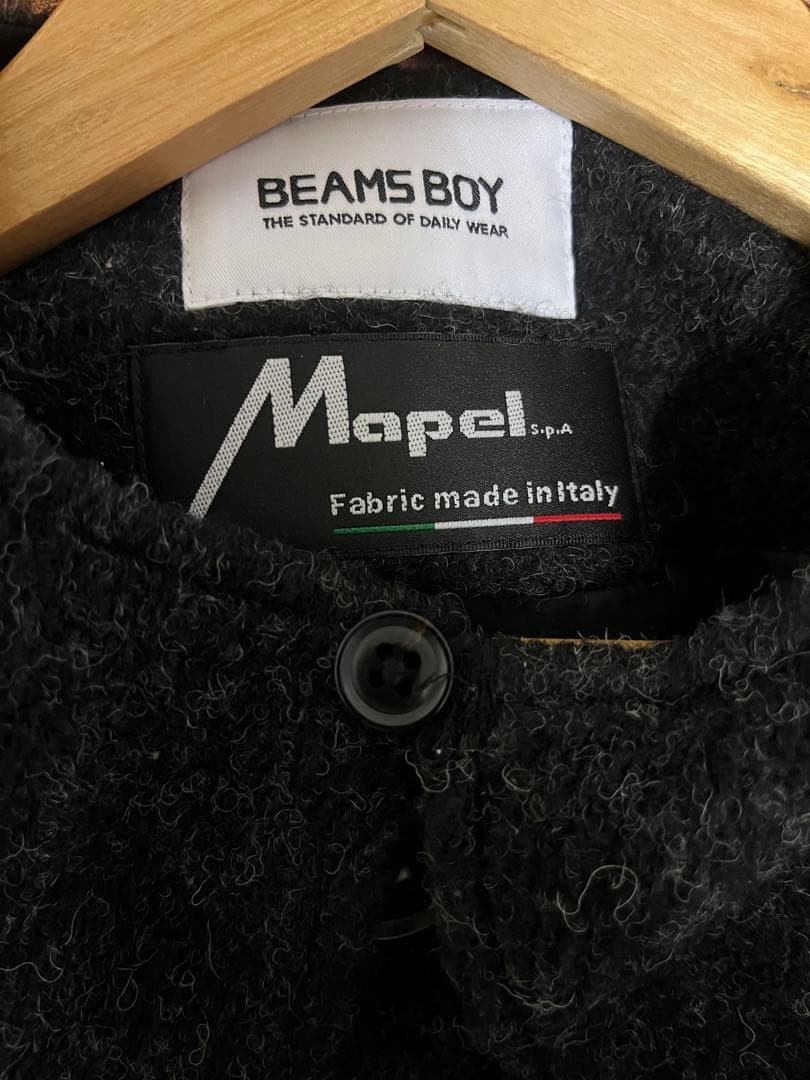 BEAMS BOY
THE STANDARD OF DAILY WEAR
Mapel S.p.A
Fabric made in Italy